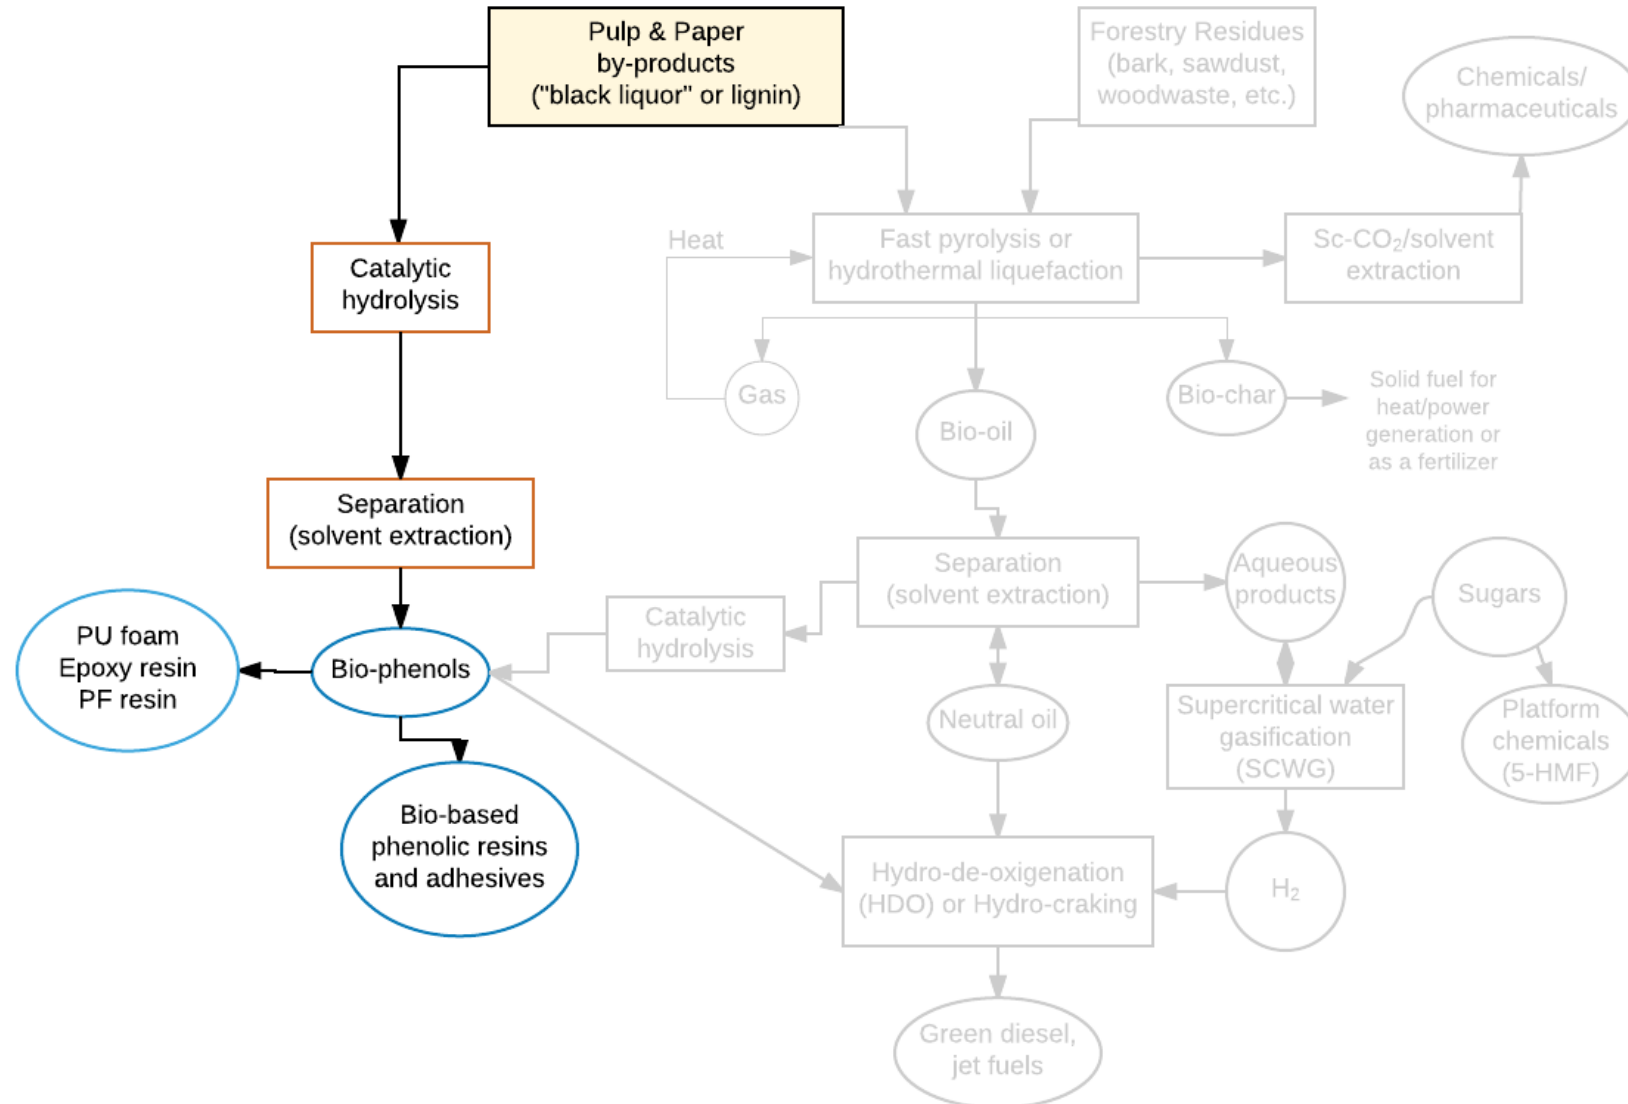 Pulp & Paper
by-products
("black liquor" or lignin)
Forestry Residues
(bark, sawdust,
woodwaste, etc.)
Chemicals/
pharmaceuticals
Heat
Fast pyrolysis or
hydrothermal liquefaction
Sc-CO₂/solvent
extraction
Catalytic
hydrolysis
Gas
Bio-oil
Bio-char
Solid fuel for
heat/power
generation or
as a fertilizer
Separation
(solvent extraction)
Separation
(solvent extraction)
Aqueous
products
Sugars
Catalytic
hydrolysis
PU foam
Epoxy resin
PF resin
Bio-phenols
Neutral oil
Supercritical water
gasification
(SCWG)
Platform
chemicals
(5-HMF)
Bio-based
phenolic resins
and adhesives
Hydro-de-oxigenation
(HDO) or Hydro-craking
H₂
Green diesel,
jet fuels